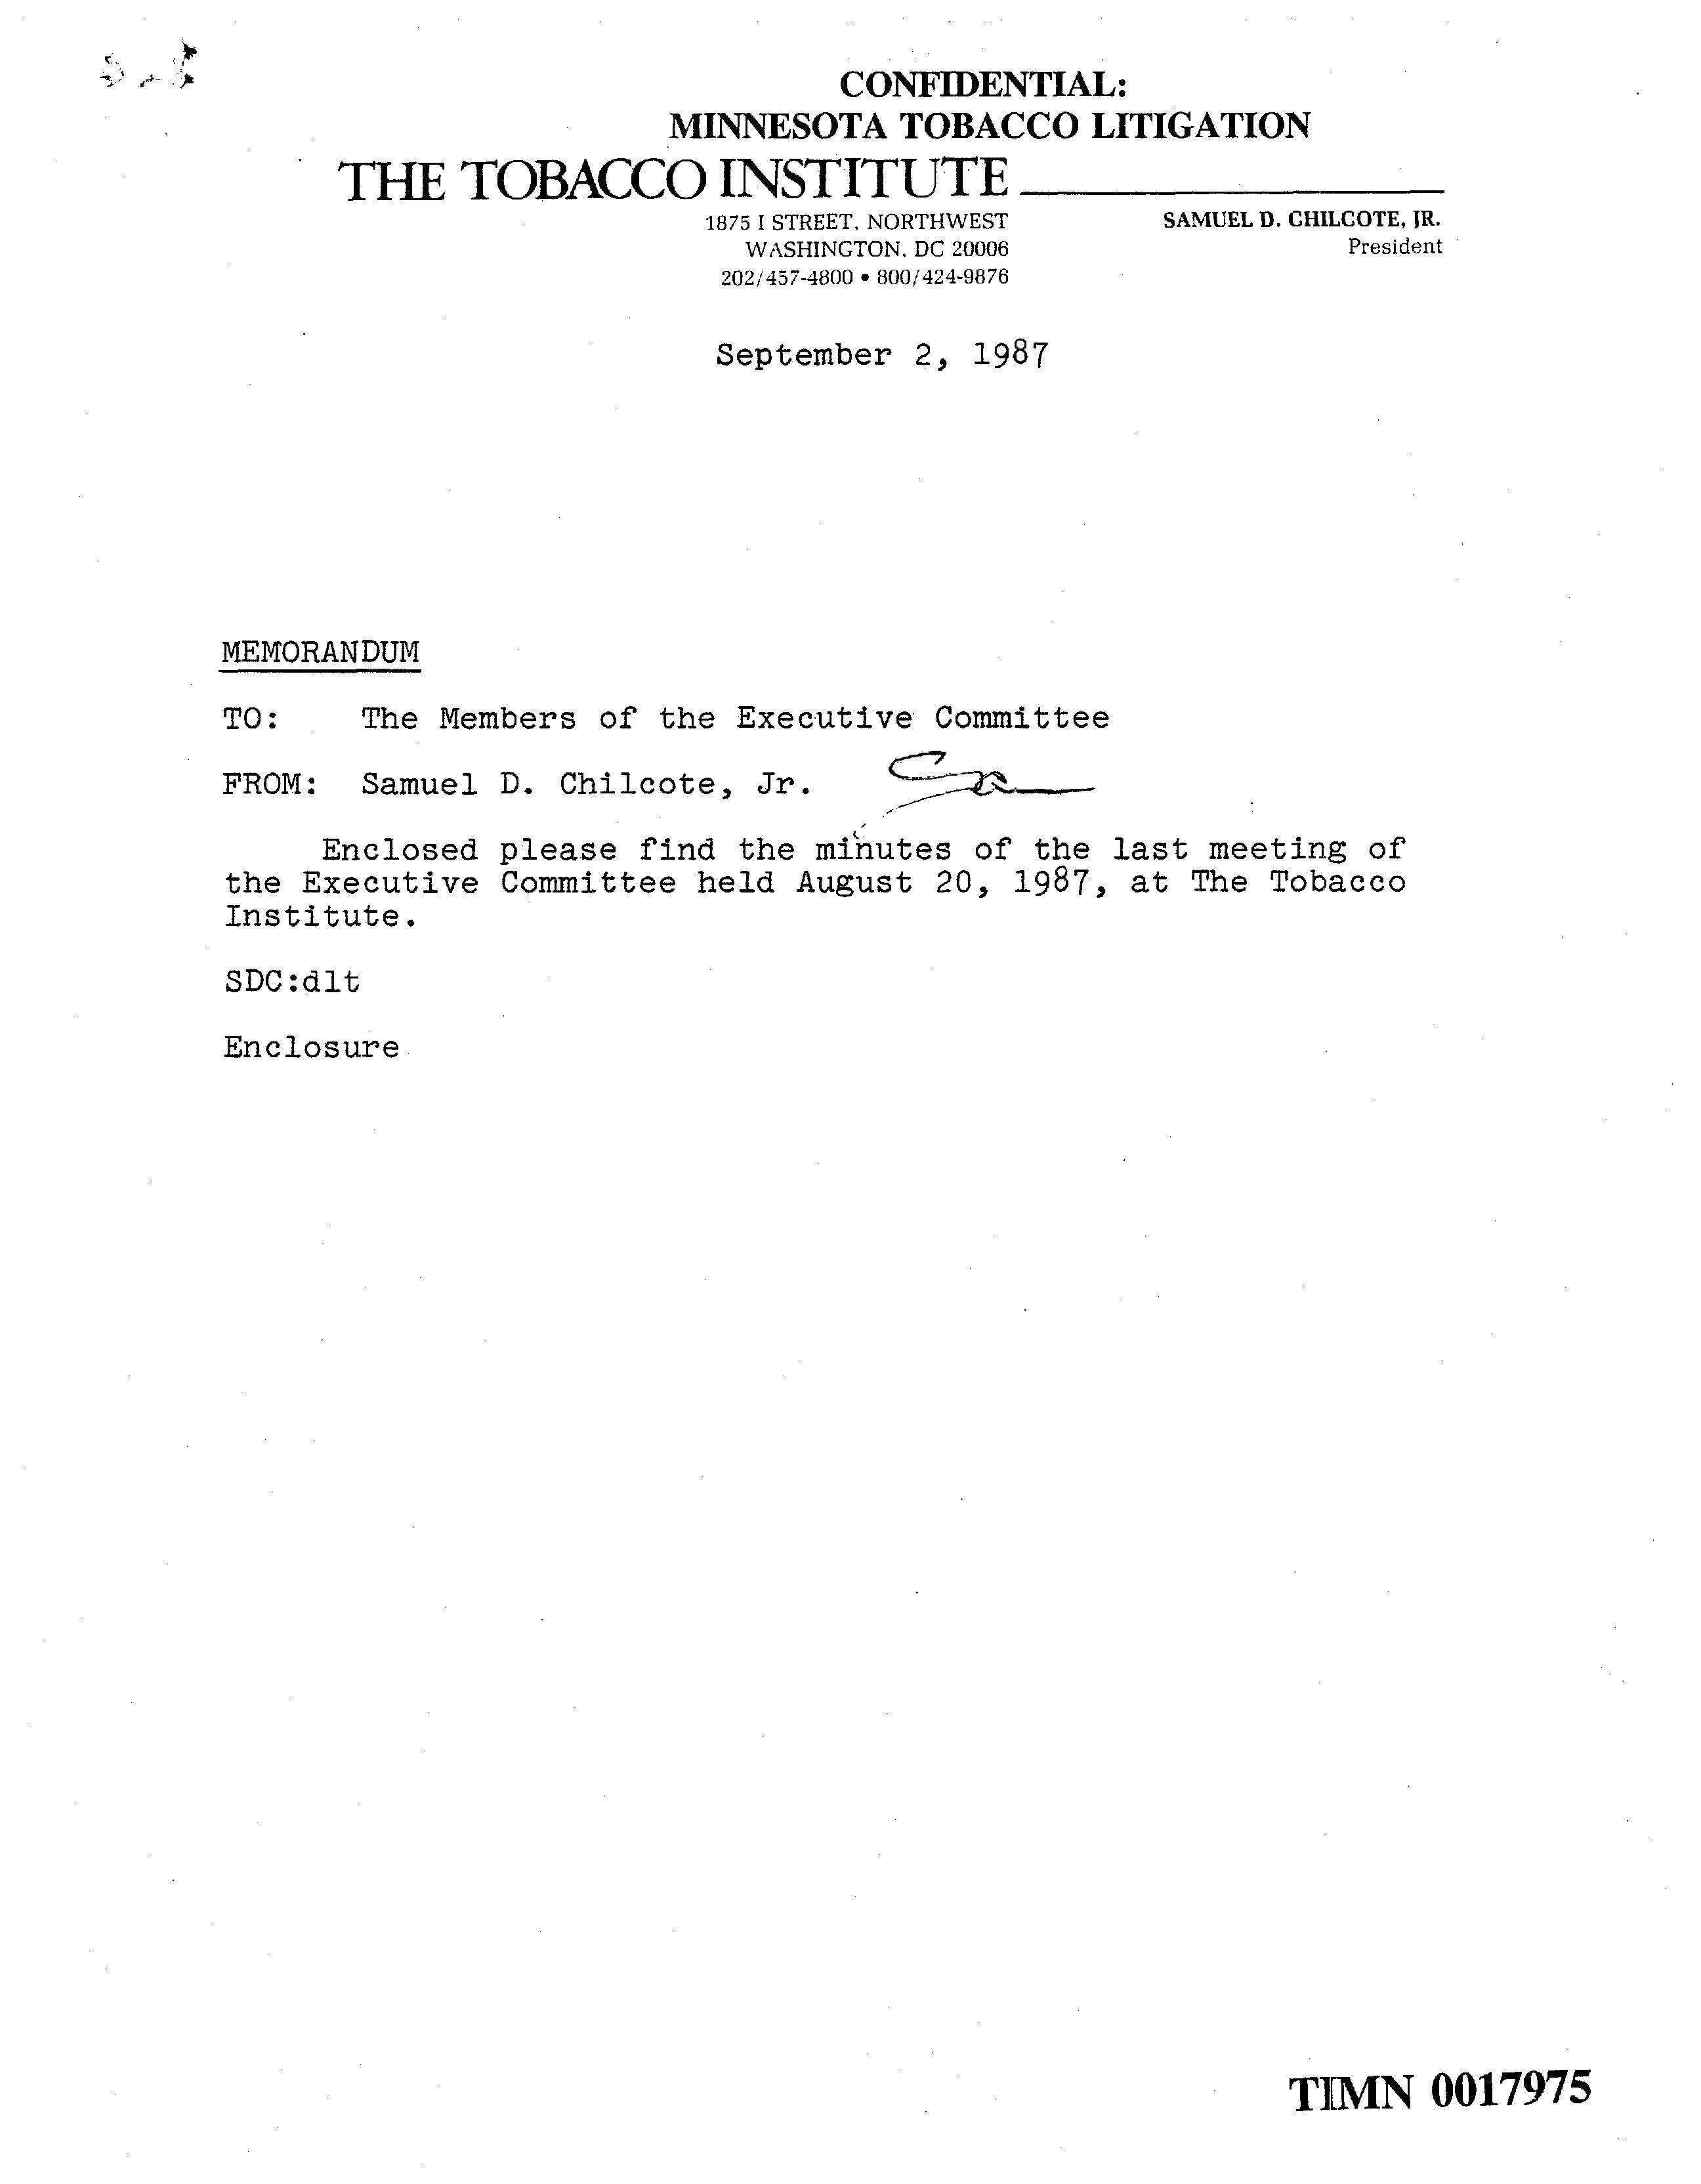 CONFIDENTIAL:
MINNESOTA TOBACCO LITIGATION
THE TOBACCO INSTITUTE
1875 I STREET, NORTHWEST
WASHINGTON, DC 20006
202/457-4800 • 800/424-9876
SAMUEL D. CHILCOTE, JR.
President
September 2, 1987
MEMORANDUM
TO: The Members of the Executive Committee
FROM: Samuel D. Chilcote, Jr.
Enclosed please find the minutes of the last meeting of
the Executive Committee held August 20, 1987, at The Tobacco
Institute.
SDC:dlt
Enclosure
TIMN 0017975